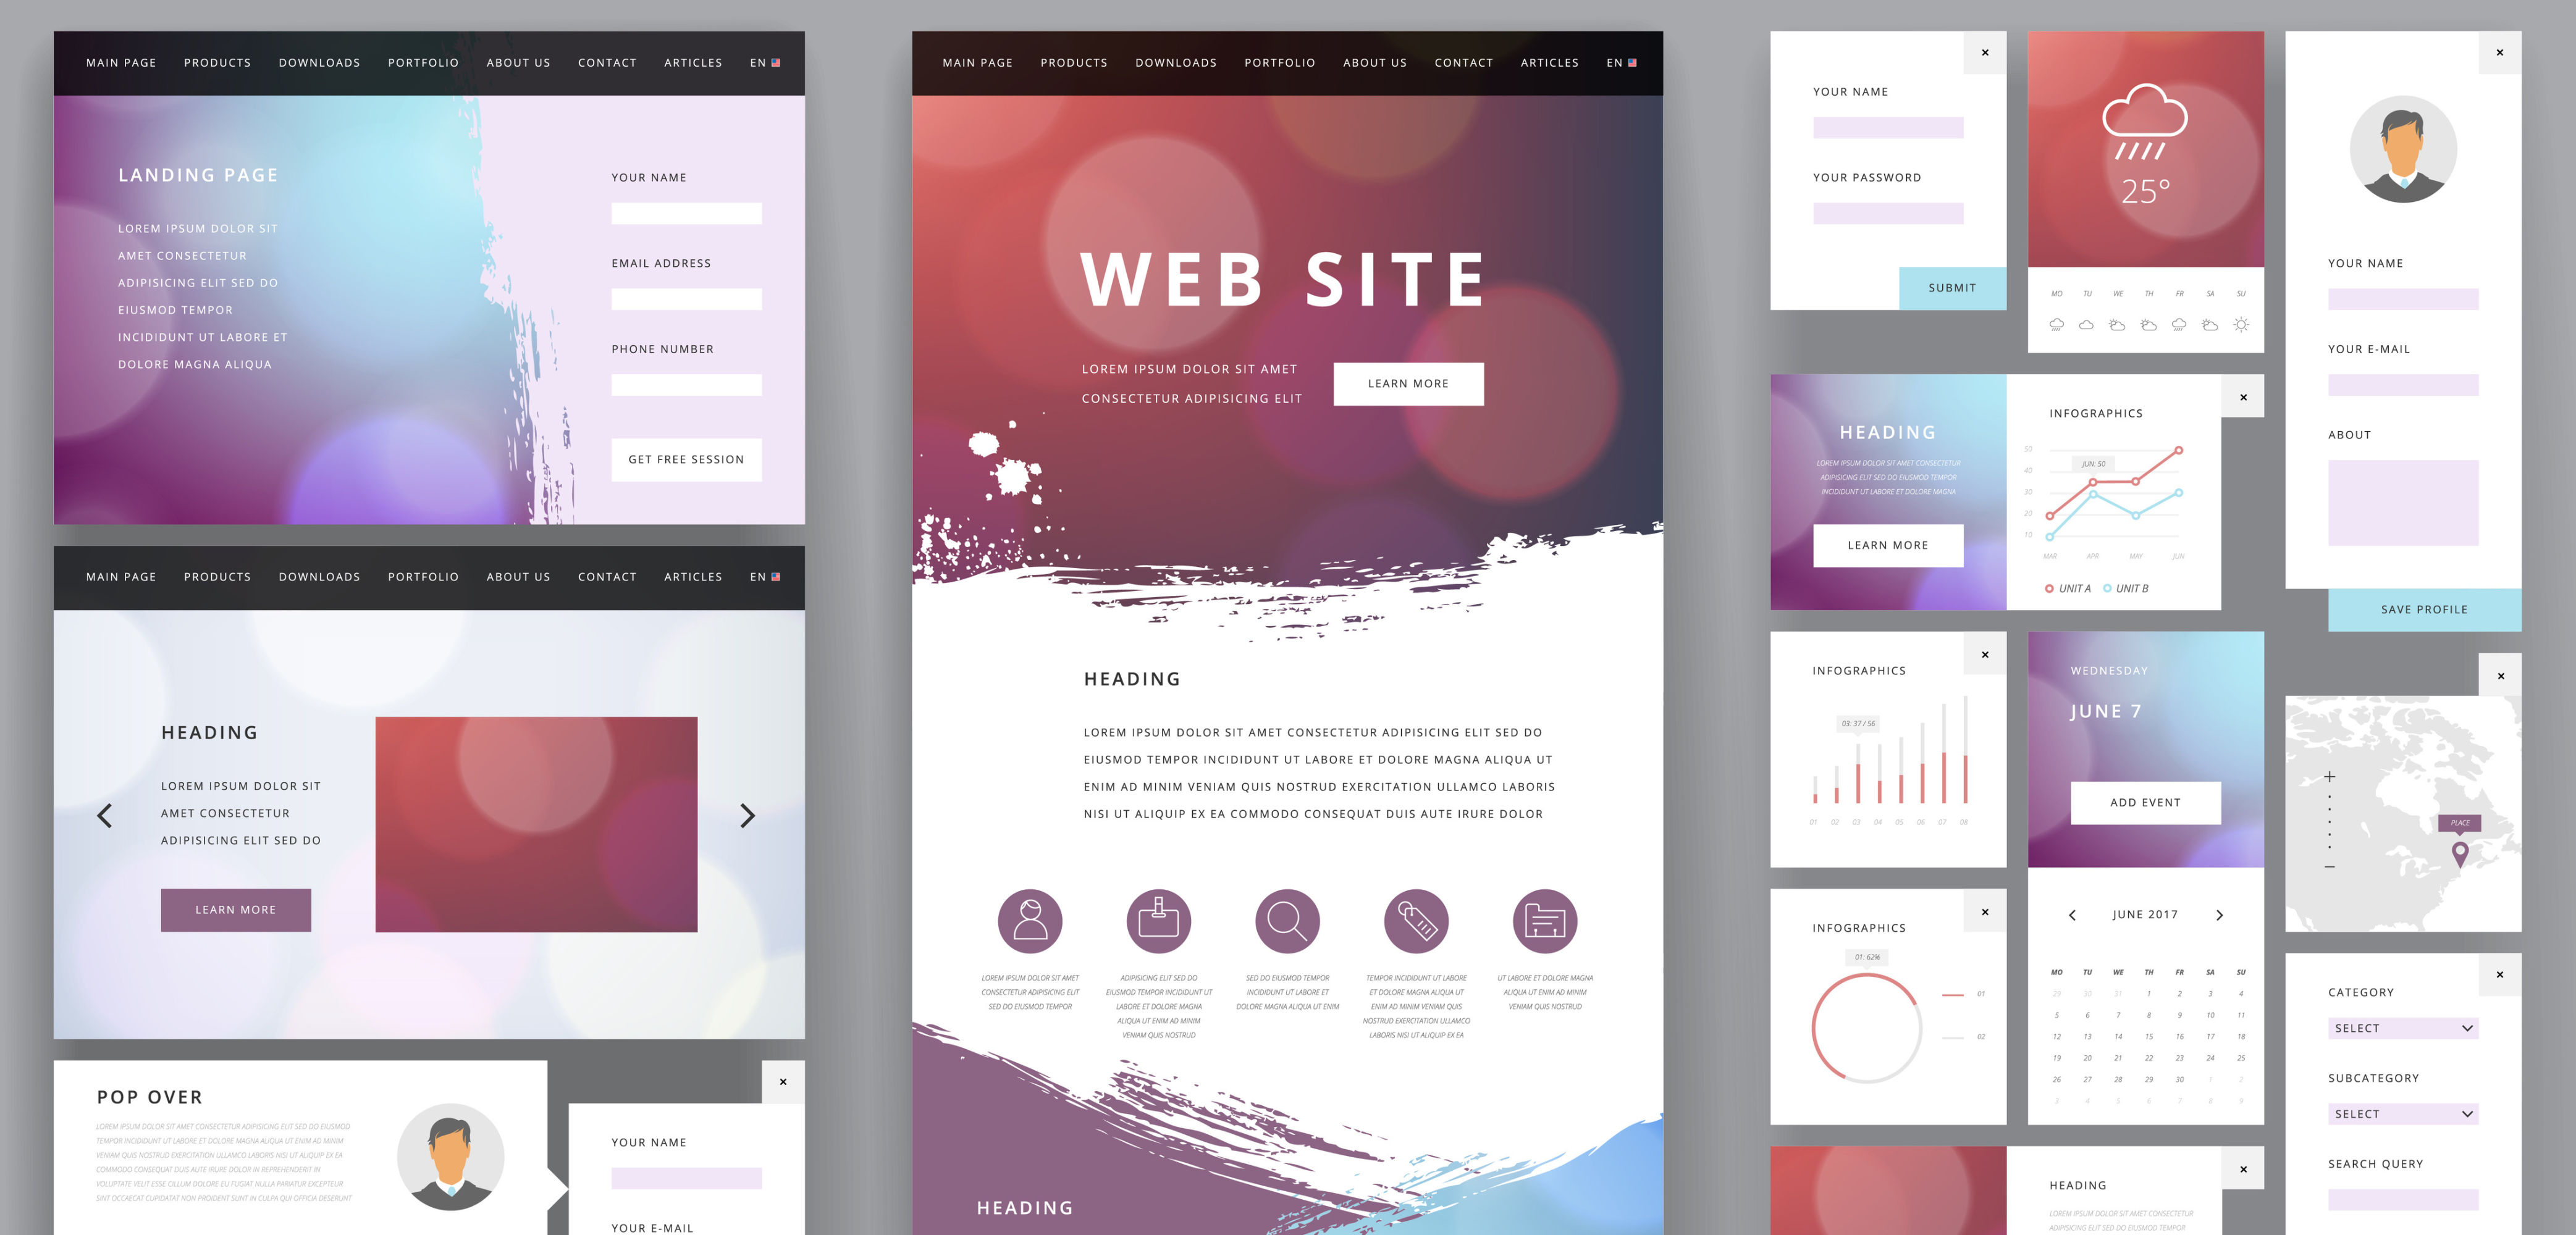 MAIN PAGE PRODUCTS DOWNLOADS PORTFOLIO ABOUT US CONTACT ARTICLES EN
LANDING PAGE
LOREM IPSUM DOLOR SIT
AMET CONSECTETUR
ADIPISICING ELIT SED DO
EIUSMOD TEMPOR
INCIDIDUNT UT LABORE ET
DOLORE MAGNA ALIQUA
YOUR NAME
EMAIL ADDRESS
PHONE NUMBER
GET FREE SESSION
MAIN PAGE PRODUCTS DOWNLOADS PORTFOLIO ABOUT US CONTACT ARTICLES EN
HEADING
LOREM IPSUM DOLOR SIT
AMET CONSECTETUR
ADIPISICING ELIT SED DO
LEARN MORE
POP OVER
LOREM IPSUM DOLOR SIT AMET CONSECTETUR ADIPISICING ELIT SED DO EIUSMOD
TEMPOR INCIDIDUNT UT LABORE ET DOLORE MAGNA ALIQUA UT ENIM AD MINIM
VENIAM QUIS NOSTRUD EXERCITATION ULLAMCO LABORIS NISI UT ALIQUIP EX EA
COMMODO CONSEQUAT DUIS AUTE IRURE DOLOR IN REPREHENDERIT IN
VOLUPTATE VELIT ESSE CILLUM DOLORE EU FUGIAT NULLA PARIATUR EXCEPTEUR
SINT OCCAECAT CUPIDATAT NON PROIDENT SUNT IN CULPA QUI OFFICIA DESERUNT
×
YOUR NAME
YOUR E-MAIL
MAIN PAGE PRODUCTS DOWNLOADS PORTFOLIO ABOUT US CONTACT ARTICLES EN
WEB SITE
LOREM IPSUM DOLOR SIT AMET
CONSECTETUR ADIPISICING ELIT
LEARN MORE
HEADING
LOREM IPSUM DOLOR SIT AMET CONSECTETUR ADIPISICING ELIT SED DO
EIUSMOD TEMPOR INCIDIDUNT UT LABORE ET DOLORE MAGNA ALIQUA UT
ENIM AD MINIM VENIAM QUIS NOSTRUD EXERCITATION ULLAMCO LABORIS
NISI UT ALIQUIP EX EA COMMODO CONSEQUAT DUIS AUTE IRURE DOLOR
LOREM IPSUM DOLOR SIT AMET
CONSECTETUR ADIPISICING ELIT
SED DO EIUSMOD TEMPOR
ADIPISICING ELIT SED DO
EIUSMOD TEMPOR INCIDIDUNT UT
LABORE ET DOLORE MAGNA
ALIQUA UT ENIM AD MINIM
VENIAM QUIS NOSTRUD
SED DO EIUSMOD TEMPOR
INCIDIDUNT UT LABORE ET
DOLORE MAGNA ALIQUA UT ENIM
TEMPOR INCIDIDUNT UT LABORE
ET DOLORE MAGNA ALIQUA UT
ENIM AD MINIM VENIAM QUIS
NOSTRUD EXERCITATION ULLAMCO
LABORIS NISI UT ALIQUIP EX EA
UT LABORE ET DOLORE MAGNA
ALIQUA UT ENIM AD MINIM
VENIAM QUIS NOSTRUD
HEADING
×
YOUR NAME
YOUR PASSWORD
SUBMIT
25°
MO TU WE TH FR SA SU
×
YOUR NAME
YOUR E-MAIL
ABOUT
SAVE PROFILE
HEADING
LOREM IPSUM DOLOR SIT AMET CONSECTETUR
ADIPISICING ELIT SED DO EIUSMOD TEMPOR
INCIDIDUNT UT LABORE ET DOLORE MAGNA
LEARN MORE
×
INFOGRAPHICS
50
40
30
20
10
JUN: 50
MAR APR MAY JUN
UNIT A UNIT B
×
INFOGRAPHICS
03: 37 / 56
01 02 03 04 05 06 07 08
WEDNESDAY
JUNE 7
ADD EVENT
JUNE 2017
MO TU WE TH FR SA SU
29 30 31 1 2 3 4
5 6 7 8 9 10 11
12 13 14 15 16 17 18
19 20 21 22 23 24 25
26 27 28 29 30 1 2
3 4 5 6 7 8 9
×
PLACE
×
INFOGRAPHICS
01: 62%
01
02
×
CATEGORY
SELECT
SUBCATEGORY
SELECT
SEARCH QUERY
×
HEADING
LOREM IPSUM DOLOR SIT AMET CONSECTETUR
ADIPISICING ELIT SED DO EIUSMOD TEMPOR